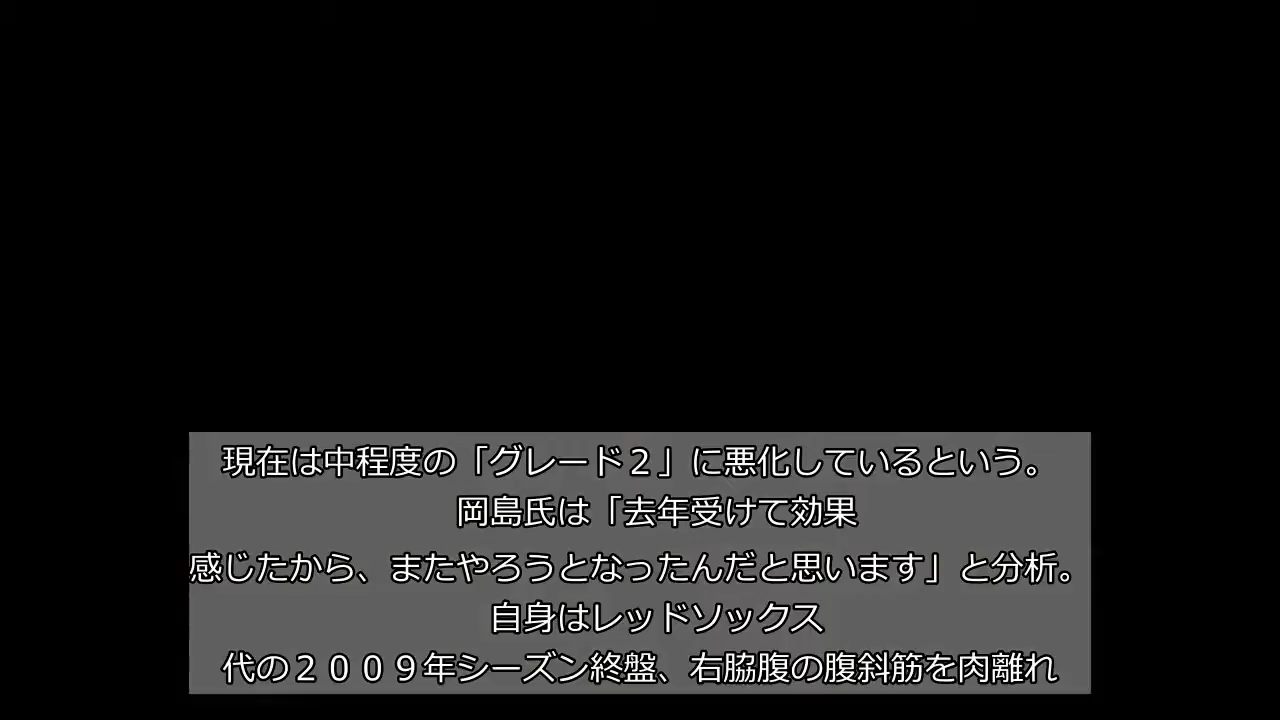 現在は中程度の「グレード２」に悪化しているという。
岡島氏は「去年受けて効果
感じたから、またやろうとなったんだと思います」と分析。
自身はレッドソックス
代の２００９年シーズン終盤、右脇腹の腹斜筋を肉離れ